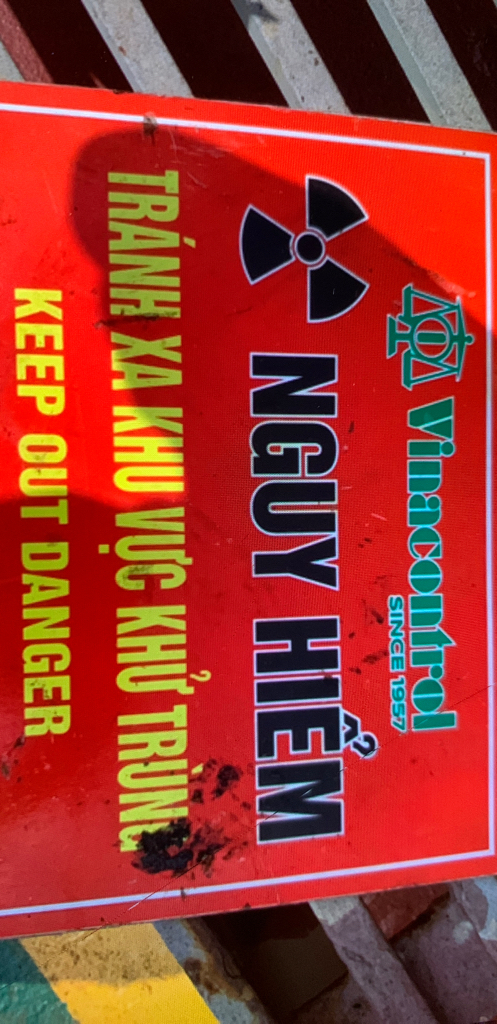 Vinacontrol
SINCE 1957
NGUY HIỂM
TRÁNH XA KHU VỰC KHỬ TRÙNG
KEEP OUT DANGER